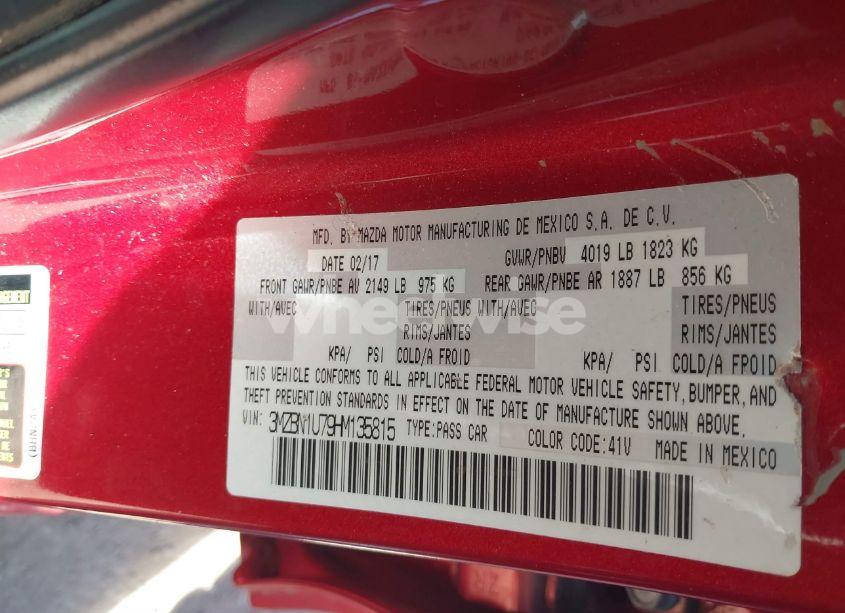 MFD. BY MAZDA MOTOR MANUFACTURING DE MEXICO S.A. DE C.V.
DATE 02/17 GVWR/PNBV 4019 LB 1823 KG
FRONT GAWR/PNBE AV 2149 LB 975 KG REAR GAWR/PNBE AR 1887 LB 856 KG
WITH/AVEC TIRES/PNEUS WITH/AVEC TIRES/PNEUS
RIMS/JANTES RIMS/JANTES
wheelwise
KPA/ PSI COLD/A FROID KPA/ PSI COLD/A FROID
THIS VEHICLE CONFORMS TO ALL APPLICABLE FEDERAL MOTOR VEHICLE SAFETY, BUMPER, AND
THEFT PREVENTION STANDARDS IN EFFECT ON THE DATE OF MANUFACTURE SHOWN ABOVE.
VIN: 3MZBN1U79HM135815 TYPE:PASS CAR COLOR CODE:41V MADE IN MEXICO